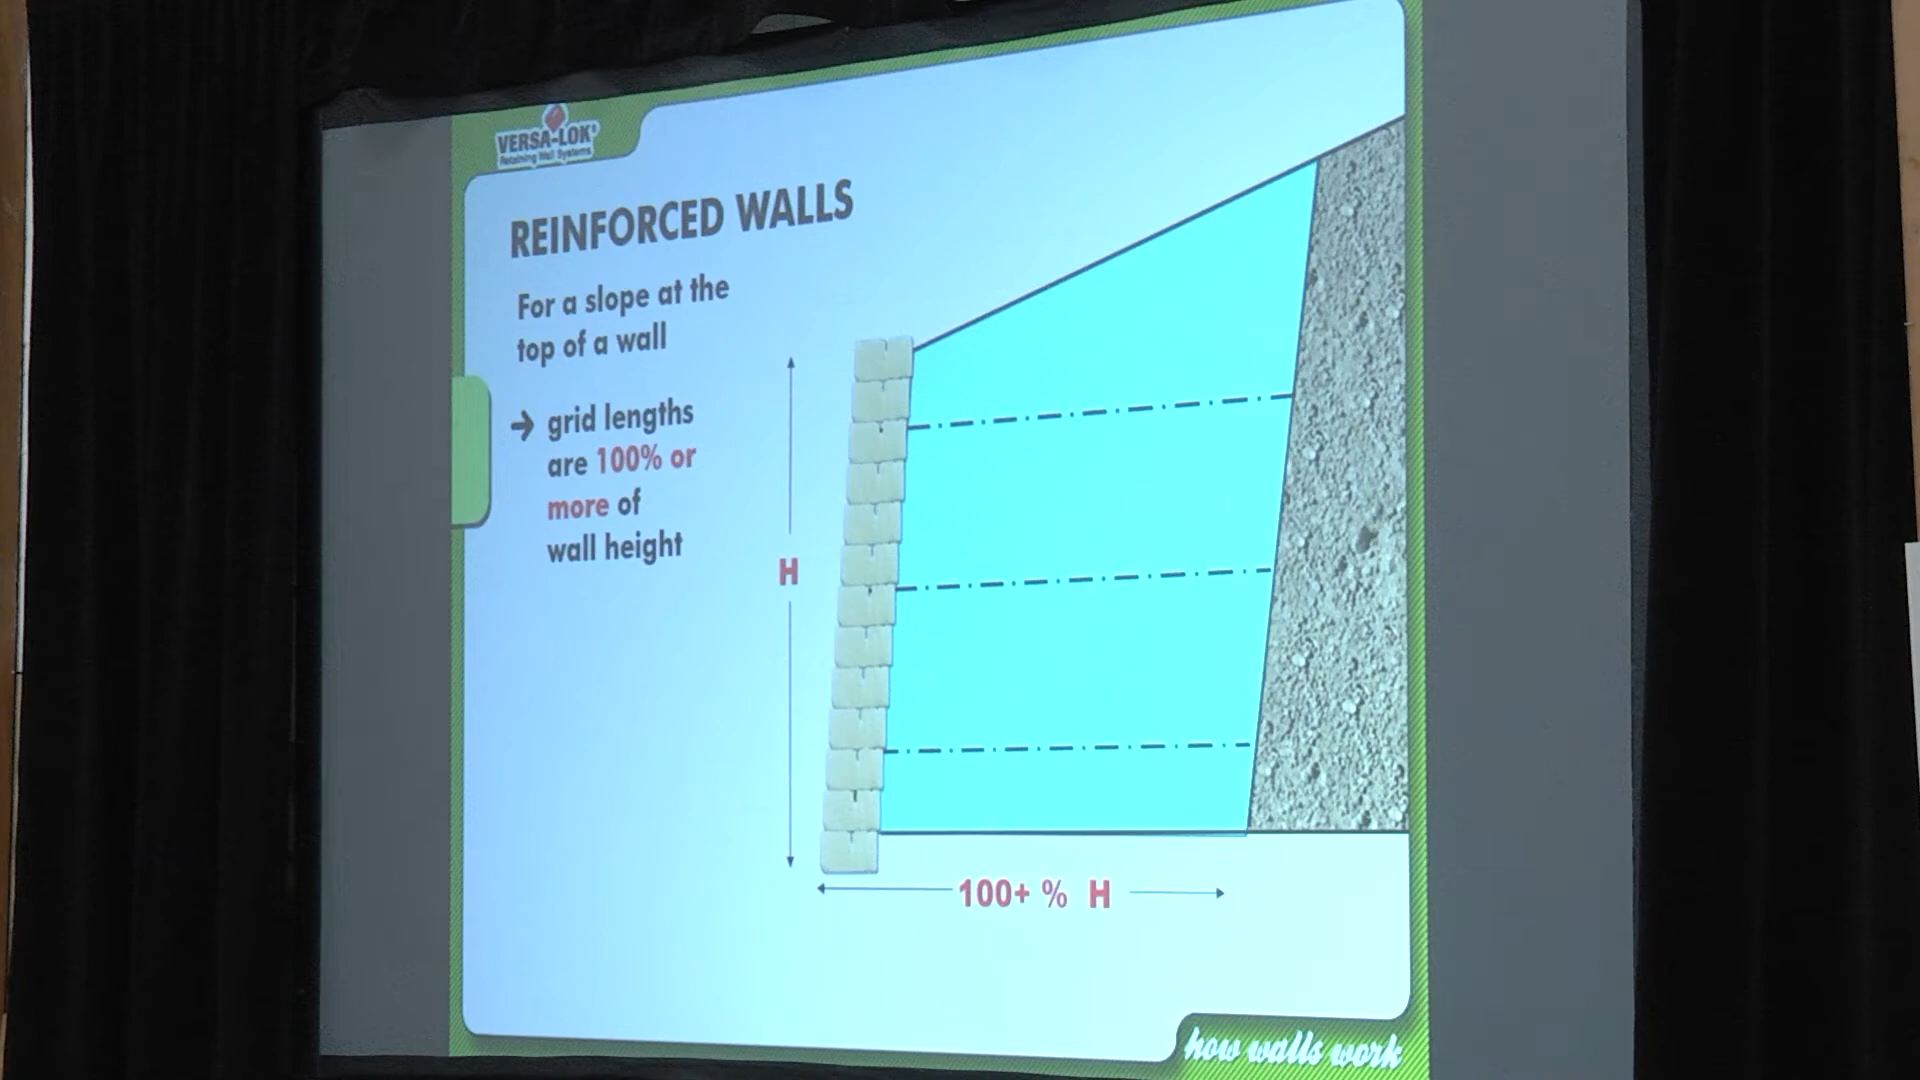 VERSA-LOK®
Retaining Wall Systems
REINFORCED WALLS
For a slope at the
top of a wall
→ grid lengths
are 100% or
more of
wall height
H
100+ % H
how walls work